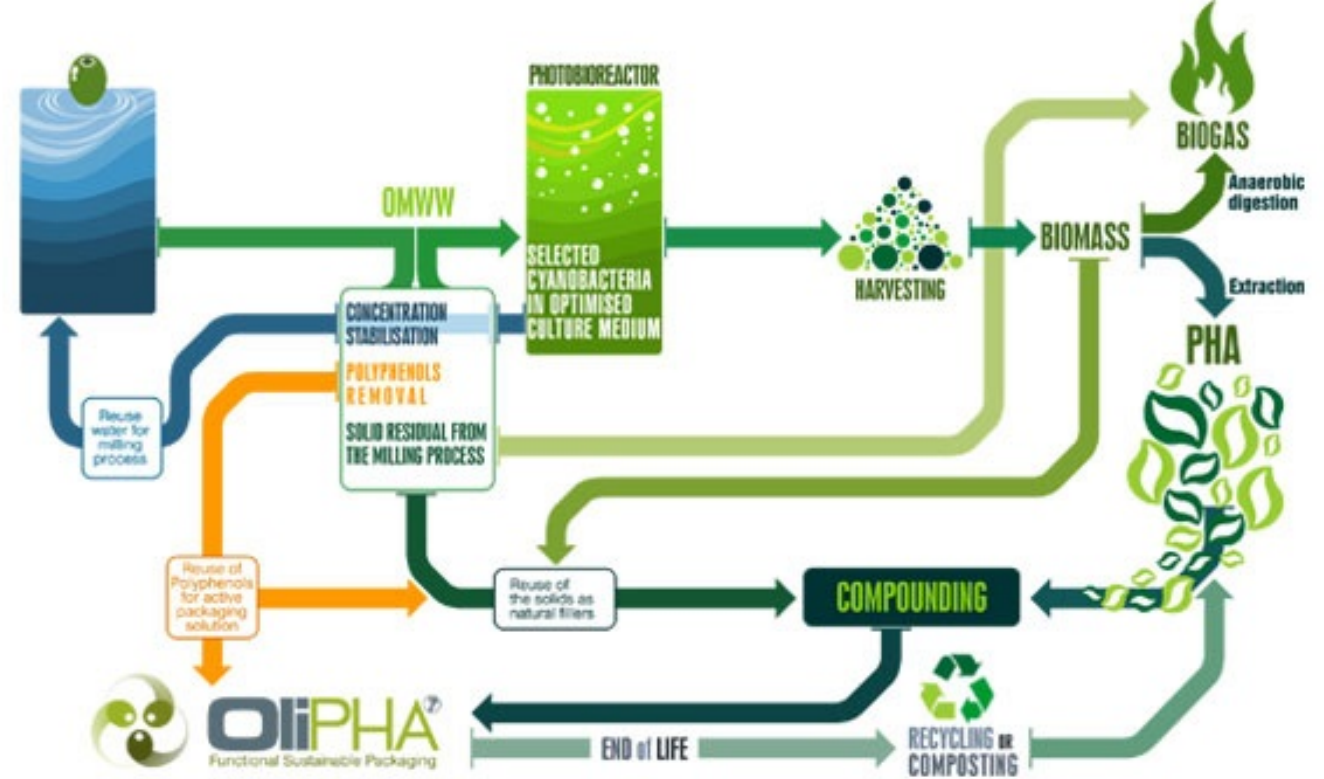 PHOTOBIOREACTOR
BIOGAS
Anaerobic
digestion
OMWW
BIOMASS
SELECTED
CYANOBACTERIA
IN OPTIMISED
CULTURE MEDIUM
HARVESTING
Extraction
CONCENTRATION
STABILISATION
POLYPHENOLS
REMOVAL
SOLID RESIDUAL FROM
THE MILLING PROCESS
PHA
Reuse
water for
milling
process
Reuse of
Polyphenols
for active
packaging
solution
Reuse of
the solids as
natural fillers
COMPOUNDING
OliPHA
Functional Sustainable Packaging
END of LIFE
RECYCLING OR
COMPOSTING